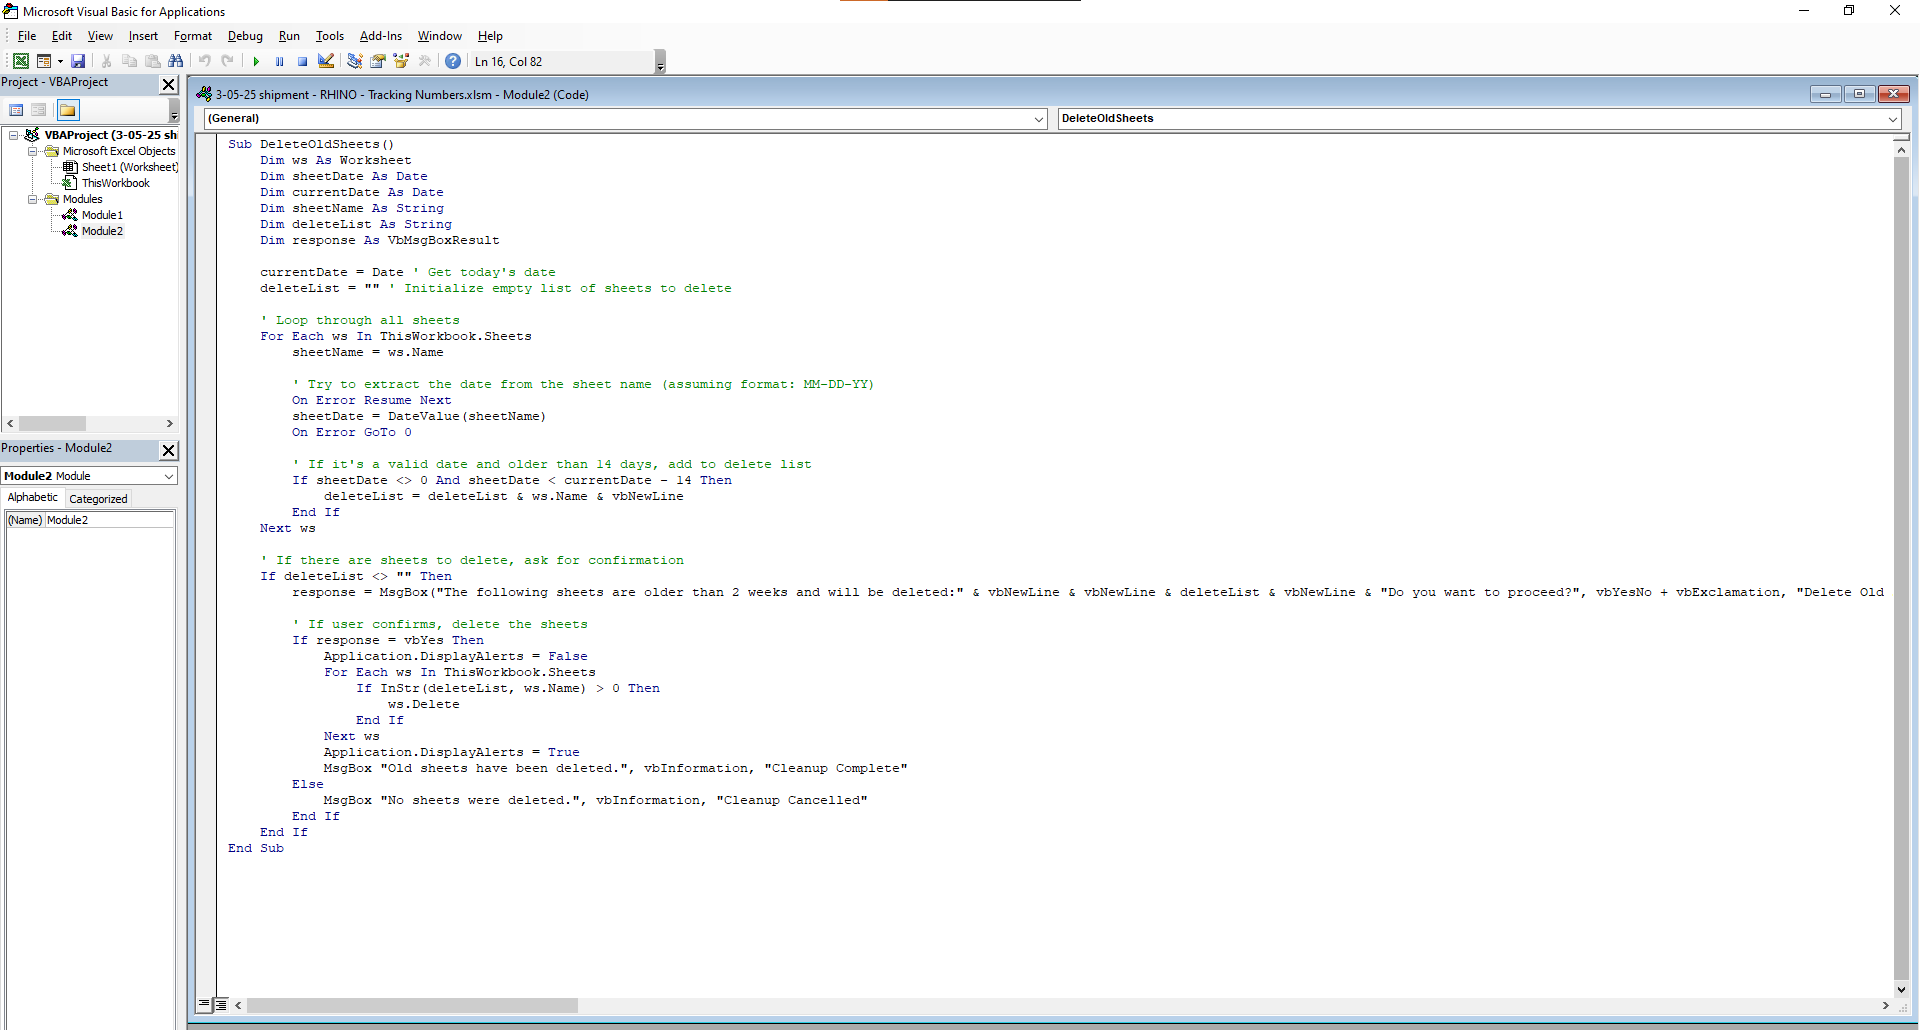 Microsoft Visual Basic for Applications
File Edit View Insert Format Debug Run Tools Add-Ins Window Help
Ln 16, Col 82
Project - VBAProject
VBAProject (3-05-25 shi
Microsoft Excel Objects
Sheet1 (Worksheet)
ThisWorkbook
Modules
Module1
Module2
Properties - Module2
Module2 Module
Alphabetic Categorized
(Name) Module2
3-05-25 shipment - RHINO - Tracking Numbers.xlsm - Module2 (Code)
(General) DeleteOldSheets
Sub DeleteOldSheets()
    Dim ws As Worksheet
    Dim sheetDate As Date
    Dim currentDate As Date
    Dim sheetName As String
    Dim deleteList As String
    Dim response As VbMsgBoxResult
    currentDate = Date ' Get today's date
    deleteList = "" ' Initialize empty list of sheets to delete
    ' Loop through all sheets
    For Each ws In ThisWorkbook.Sheets
        sheetName = ws.Name
        ' Try to extract the date from the sheet name (assuming format: MM-DD-YY)
        On Error Resume Next
        sheetDate = DateValue(sheetName)
        On Error GoTo 0
        ' If it's a valid date and older than 14 days, add to delete list
        If sheetDate <> 0 And sheetDate < currentDate - 14 Then
            deleteList = deleteList & ws.Name & vbNewLine
        End If
    Next ws
    ' If there are sheets to delete, ask for confirmation
    If deleteList <> "" Then
        response = MsgBox("The following sheets are older than 2 weeks and will be deleted:" & vbNewLine & vbNewLine & deleteList & vbNewLine & "Do you want to proceed?", vbYesNo + vbExclamation, "Delete Old
        ' If user confirms, delete the sheets
        If response = vbYes Then
            Application.DisplayAlerts = False
            For Each ws In ThisWorkbook.Sheets
                If InStr(deleteList, ws.Name) > 0 Then
                    ws.Delete
                End If
            Next ws
            Application.DisplayAlerts = True
            MsgBox "Old sheets have been deleted.", vbInformation, "Cleanup Complete"
        Else
            MsgBox "No sheets were deleted.", vbInformation, "Cleanup Cancelled"
        End If
    End If
End Sub